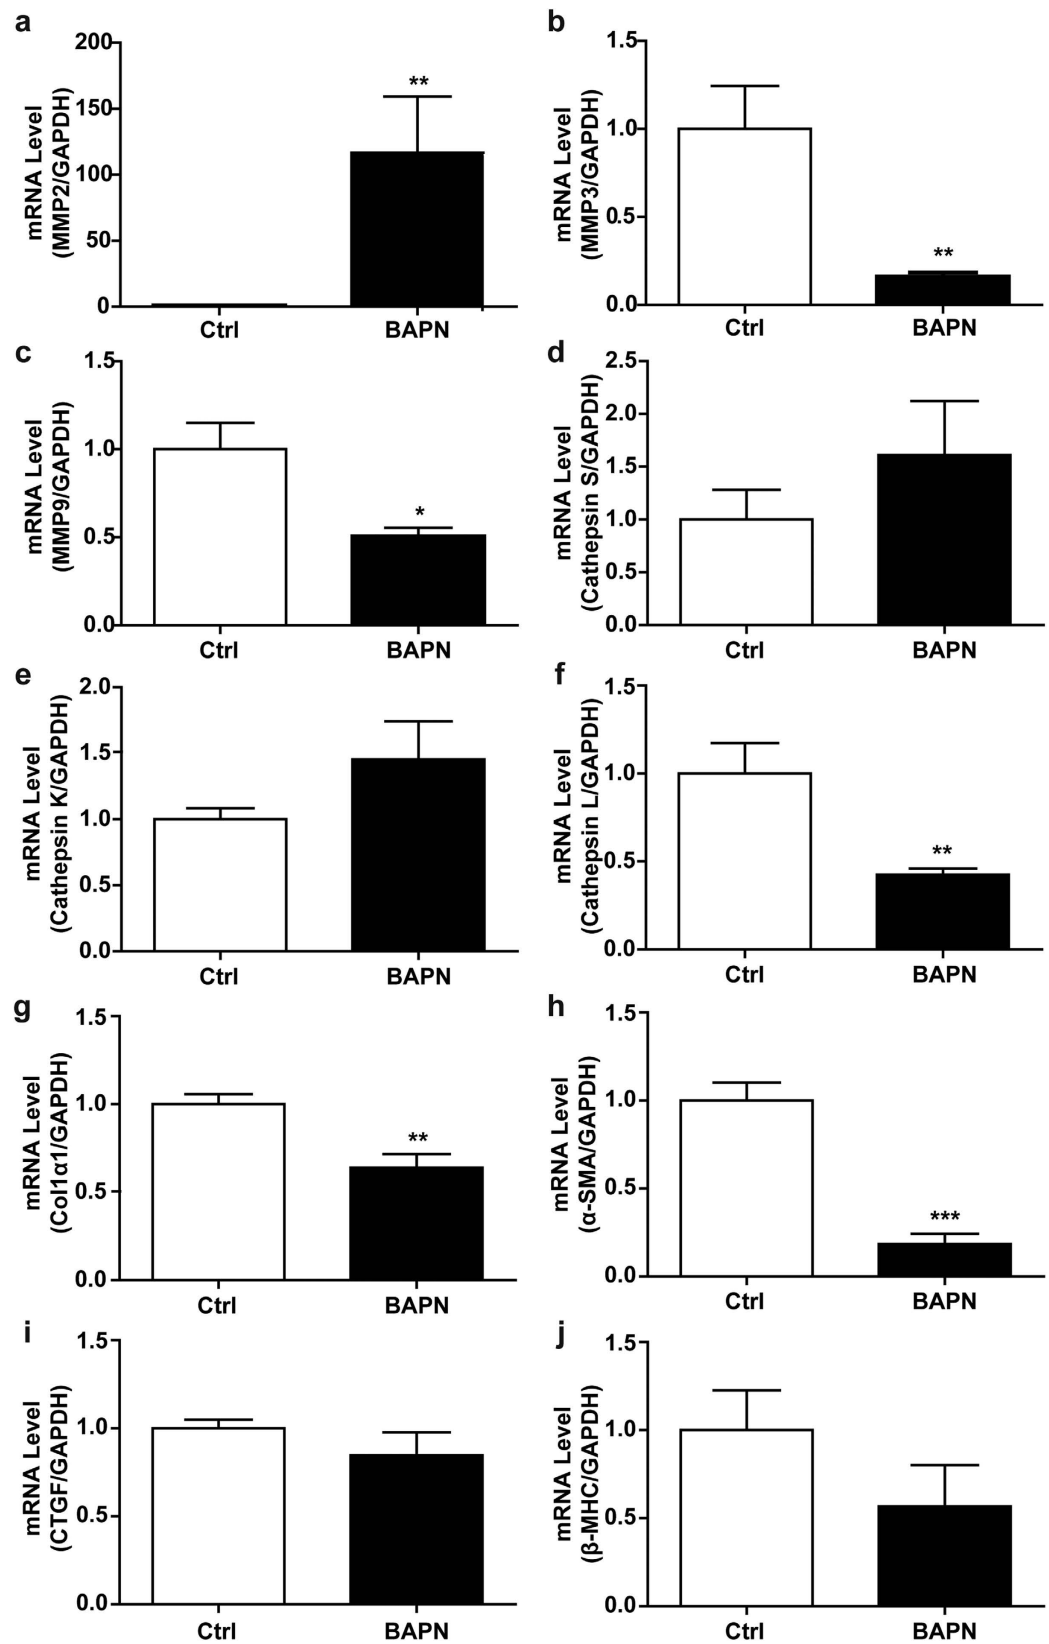 a
mRNA Level
(MMP2/GAPDH)
200
150
100
50
0
**
Ctrl
BAPN
b
mRNA Level
(MMP3/GAPDH)
1.5
1.0
0.5
0.0
**
Ctrl
BAPN
c
mRNA Level
(MMP9/GAPDH)
1.5
1.0
0.5
0.0
*
Ctrl
BAPN
d
mRNA Level
(Cathepsin S/GAPDH)
2.5
2.0
1.5
1.0
0.5
0.0
Ctrl
BAPN
e
mRNA Level
(Cathepsin K/GAPDH)
2.0
1.5
1.0
0.5
0.0
Ctrl
BAPN
f
mRNA Level
(Cathepsin L/GAPDH)
1.5
1.0
0.5
0.0
**
Ctrl
BAPN
g
mRNA Level
(Col1α1/GAPDH)
1.5
1.0
0.5
0.0
**
Ctrl
BAPN
h
mRNA Level
(α-SMA/GAPDH)
1.5
1.0
0.5
0.0
***
Ctrl
BAPN
i
mRNA Level
(CTGF/GAPDH)
1.5
1.0
0.5
0.0
Ctrl
BAPN
j
mRNA Level
(β-MHC/GAPDH)
1.5
1.0
0.5
0.0
Ctrl
BAPN